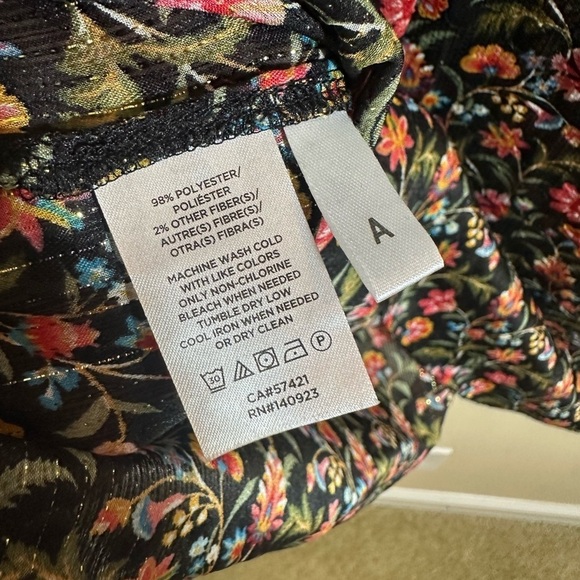 98% POLYESTER/
POLIÉSTER
2% OTHER FIBER(S)/
AUTRE(S) FIBRE(S)/
OTRA(S) FIBRA(S)
MACHINE WASH COLD
WITH LIKE COLORS
ONLY NON-CHLORINE
BLEACH WHEN NEEDED
TUMBLE DRY LOW
COOL IRON WHEN NEEDED
OR DRY CLEAN
30 P
CA#57421
RN#140923
A